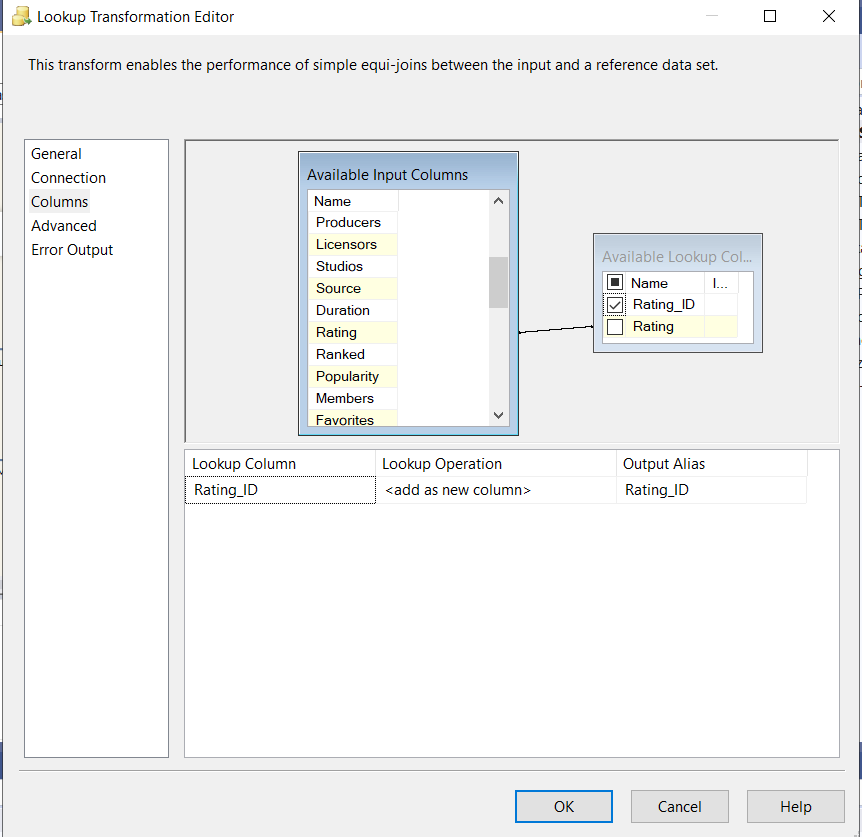 Lookup Transformation Editor
This transform enables the performance of simple equi-joins between the input and a reference data set.
General
Connection
Columns
Advanced
Error Output
Available Input Columns
Name
Producers
Licensors
Studios
Source
Duration
Rating
Ranked
Popularity
Members
Favorites
Available Lookup Col...
Name I...
Rating_ID
Rating
Lookup Column Lookup Operation Output Alias
Rating_ID <add as new column> Rating_ID
OK Cancel Help